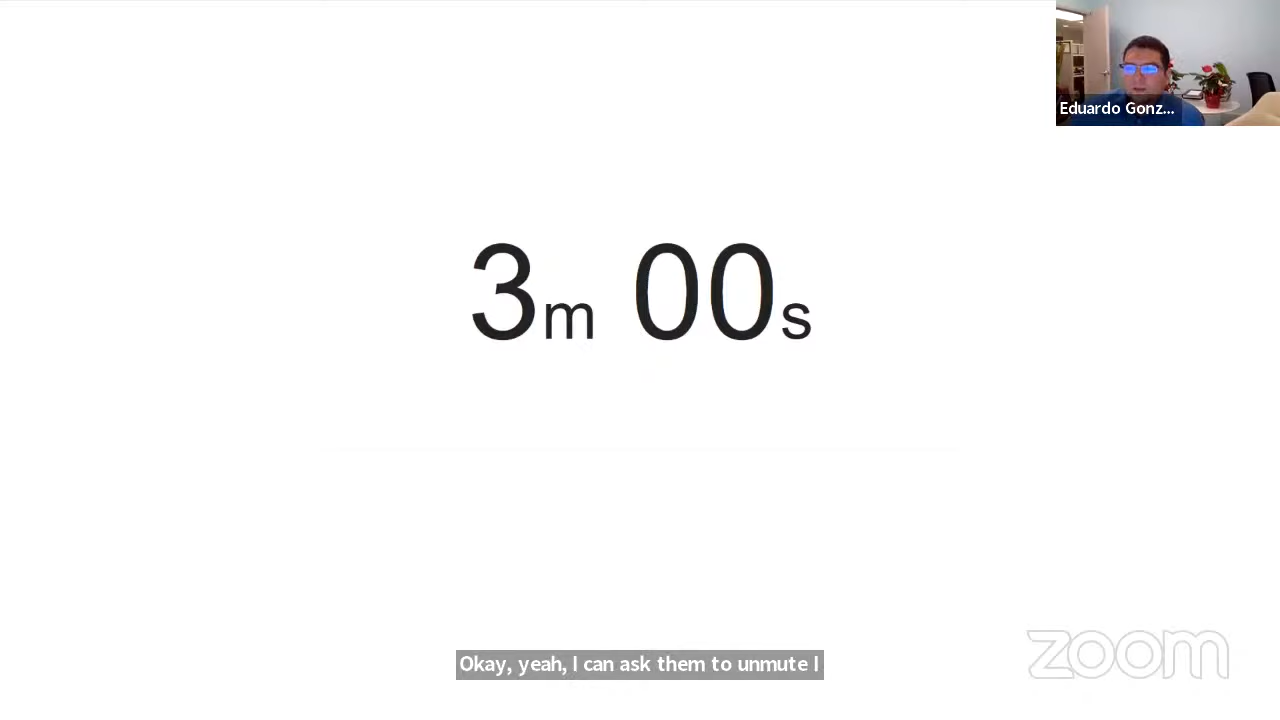 Eduardo Gonz...
3m 00s
Okay, yeah, I can ask them to unmute I
zoom